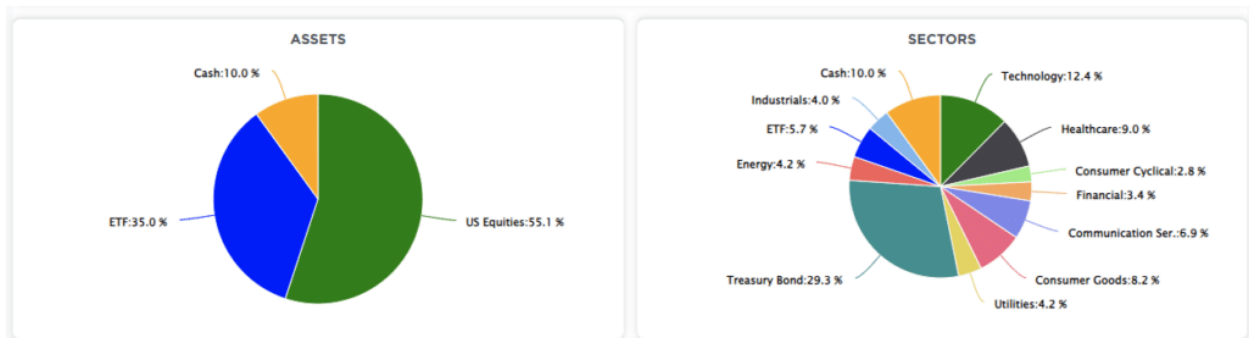 ASSETS
Cash:10.0 %
ETF:35.0 %
US Equities:55.1 %
SECTORS
Cash:10.0 %
Technology:12.4 %
Industrials:4.0 %
ETF:5.7 %
Healthcare:9.0 %
Energy:4.2 %
Consumer Cyclical:2.8 %
Financial:3.4 %
Communication Ser.:6.9 %
Treasury Bond:29.3 %
Consumer Goods:8.2 %
Utilities:4.2 %